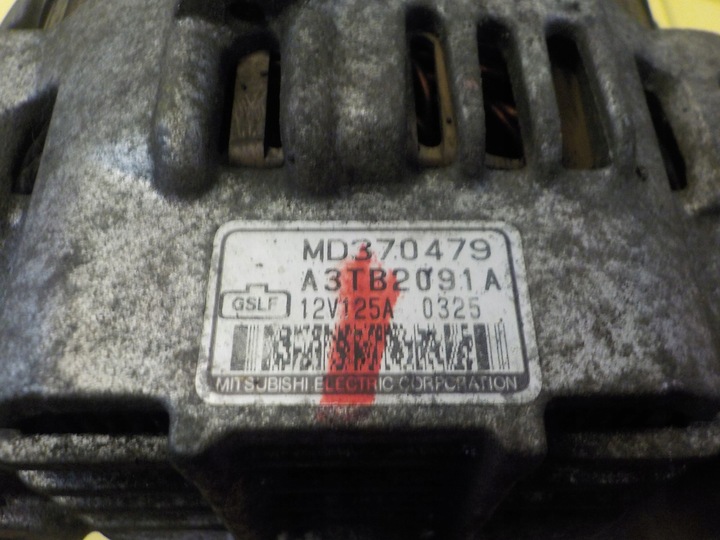 MD370479
A3TB2091A
GSLF 12V125A 0325
MITSUBISHI ELECTRIC CORPORATION